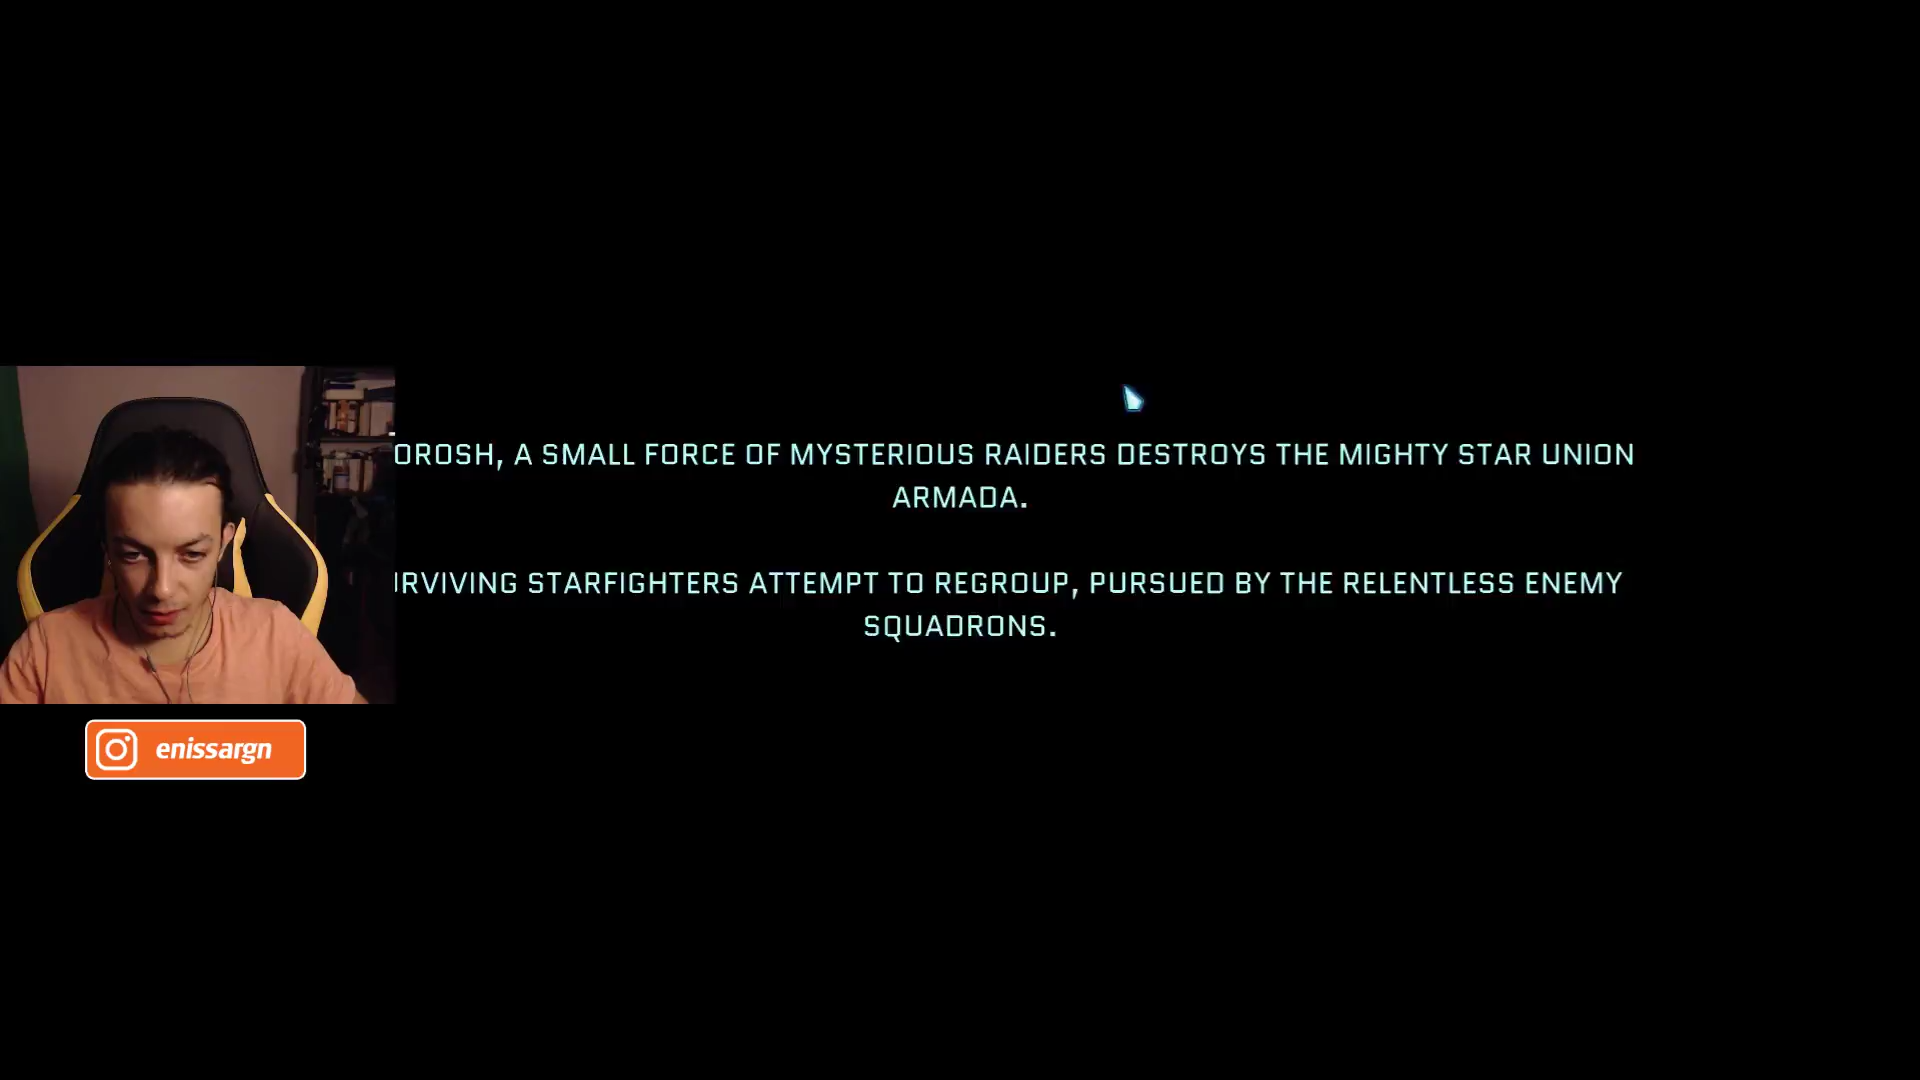 OROSH, A SMALL FORCE OF MYSTERIOUS RAIDERS DESTROYS THE MIGHTY STAR UNION
ARMADA.
STARFIGHTERS ATTEMPT TO REGROUP, PURSUED BY THE RELENTLESS ENEMY
SQUADRONS.
enissargn